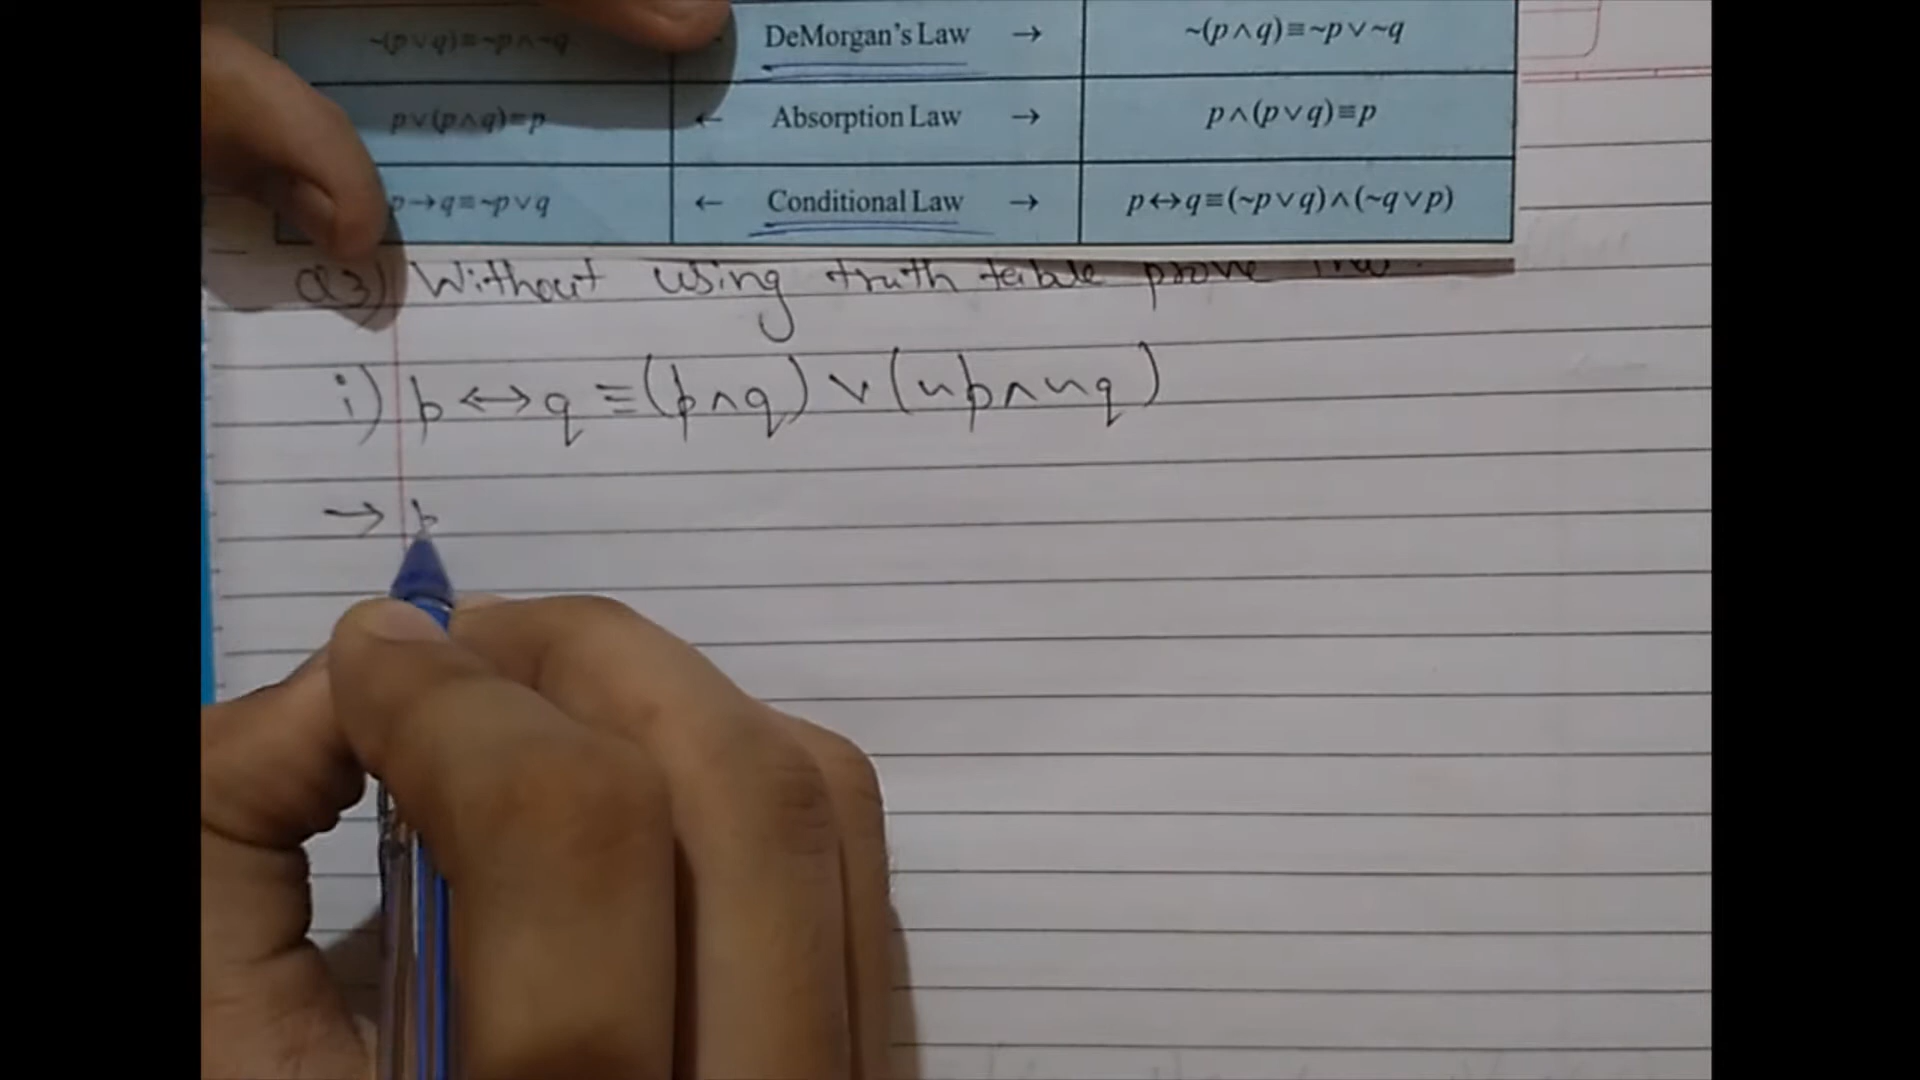 ~(p∨q)≡~p∧~q DeMorgan's Law → ~(p∧q)≡~p∨~q
p∨(p∧q)≡p ← Absorption Law → p∧(p∨q)≡p
p→q≡~p∨q ← Conditional Law → p↔q≡(~p∨q)∧(~q∨p)
Q3) Without using truth table prove
i) p ↔ q ≡ (p∧q) ∨ (~p∧~q)
→ p